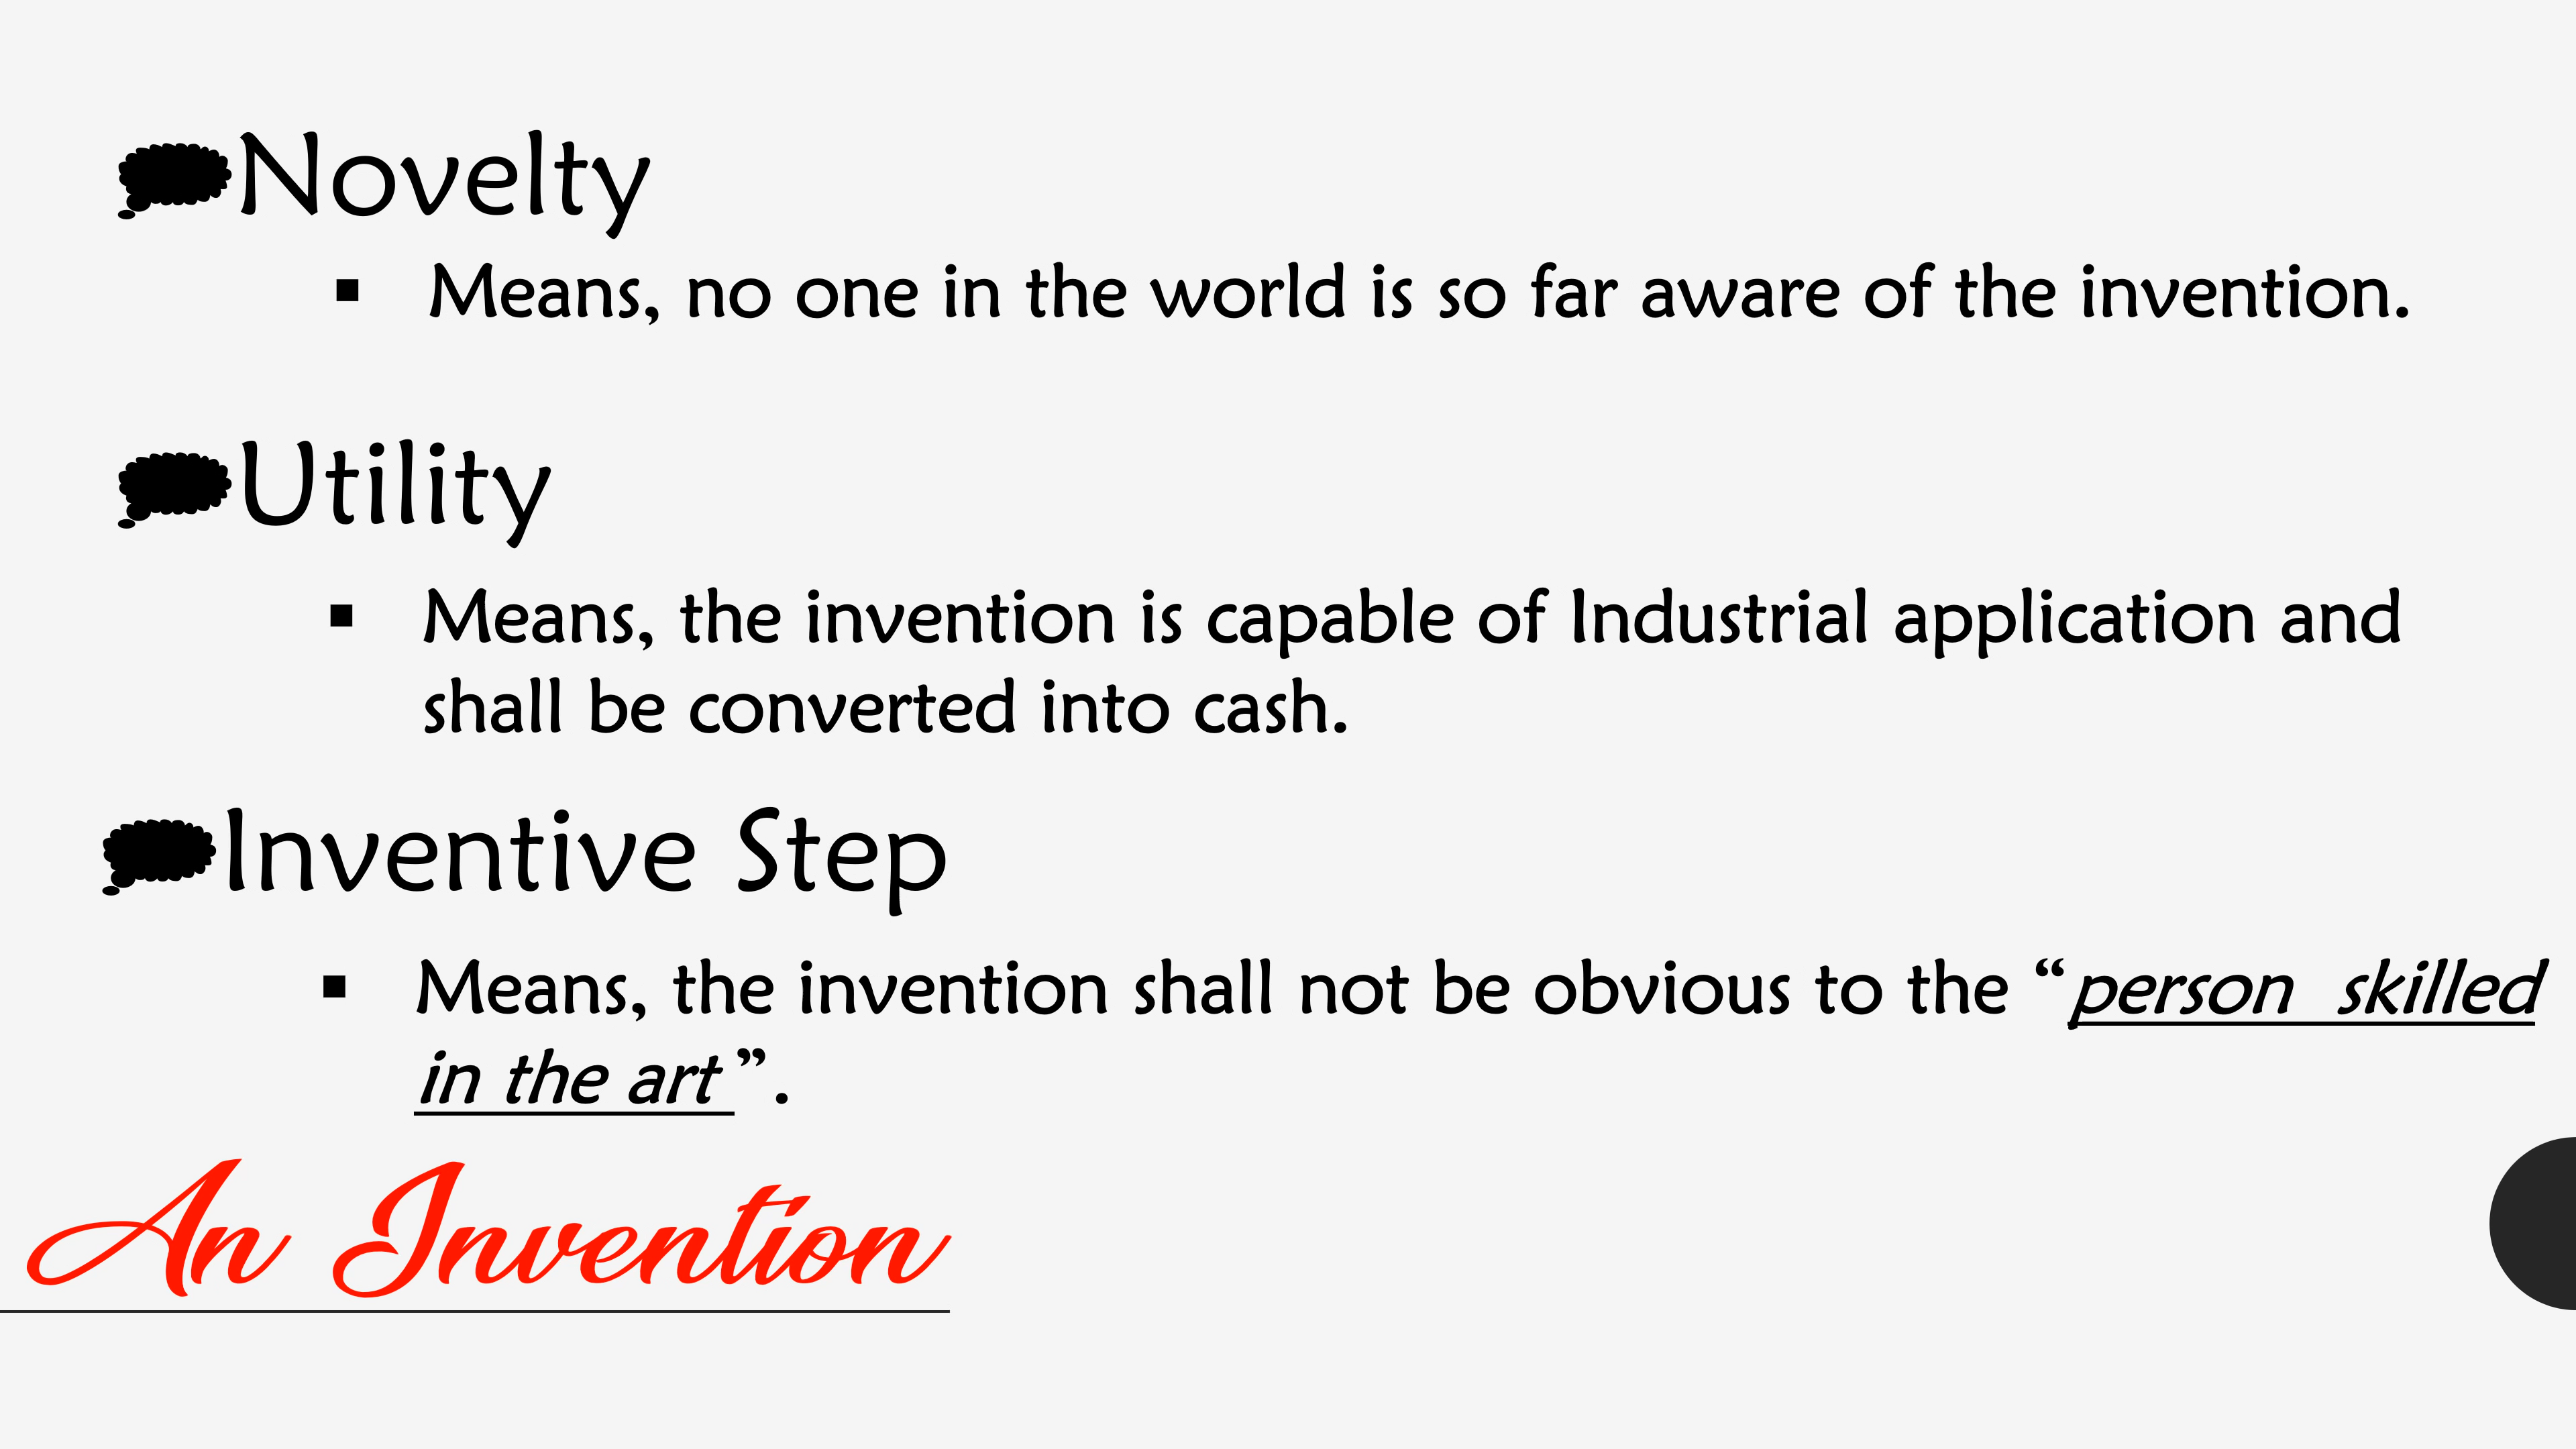 Novelty
▪ Means, no one in the world is so far aware of the invention.
Utility
▪ Means, the invention is capable of Industrial application and
shall be converted into cash.
Inventive Step
▪ Means, the invention shall not be obvious to the “person skilled
in the art ”.
An Invention